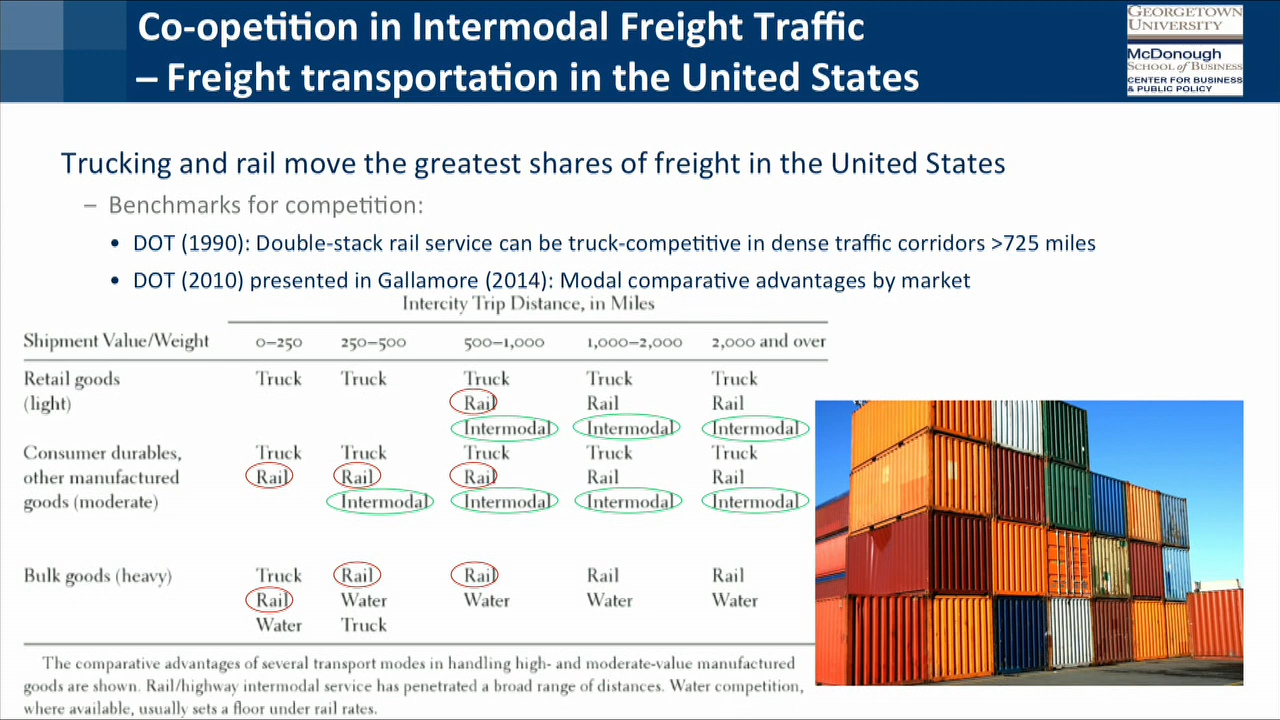 Co-opetition in Intermodal Freight Traffic
– Freight transportation in the United States
GEORGETOWN
UNIVERSITY
McDonough
SCHOOL of BUSINESS
CENTER FOR BUSINESS
& PUBLIC POLICY
Trucking and rail move the greatest shares of freight in the United States
– Benchmarks for competition:
• DOT (1990): Double-stack rail service can be truck-competitive in dense traffic corridors >725 miles
• DOT (2010) presented in Gallamore (2014): Modal comparative advantages by market
Intercity Trip Distance, in Miles
Shipment Value/Weight 0–250 250–500 500–1,000 1,000–2,000 2,000 and over
Retail goods Truck Truck Truck Truck Truck
(light) Rail Rail Rail
Intermodal Intermodal Intermodal
Consumer durables, Truck Truck Truck Truck Truck
other manufactured Rail Rail Rail Rail Rail
goods (moderate) Intermodal Intermodal Intermodal Intermodal
Bulk goods (heavy) Truck Rail Rail Rail Rail
Rail Water Water Water Water
Water Truck
The comparative advantages of several transport modes in handling high- and moderate-value manufactured
goods are shown. Rail/highway intermodal service has penetrated a broad range of distances. Water competition,
where available, usually sets a floor under rail rates.